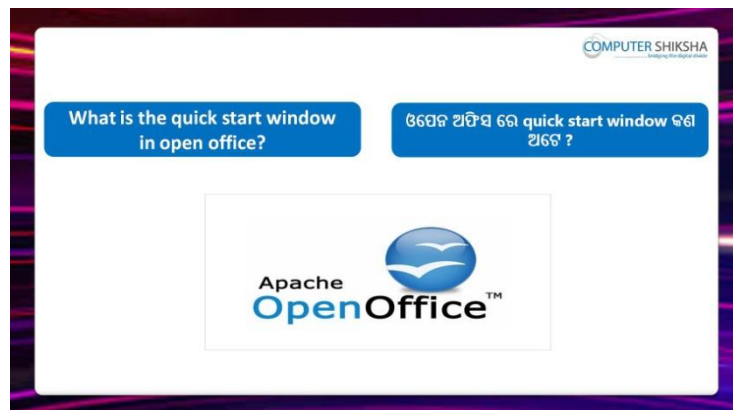 COMPUTER SHIKSHA
bridging the digital divide
What is the quick start window
in open office?
ଓପେନ ଅଫିସ ରେ quick start window କଣ
ଅଟେ ?
Apache
OpenOffice™